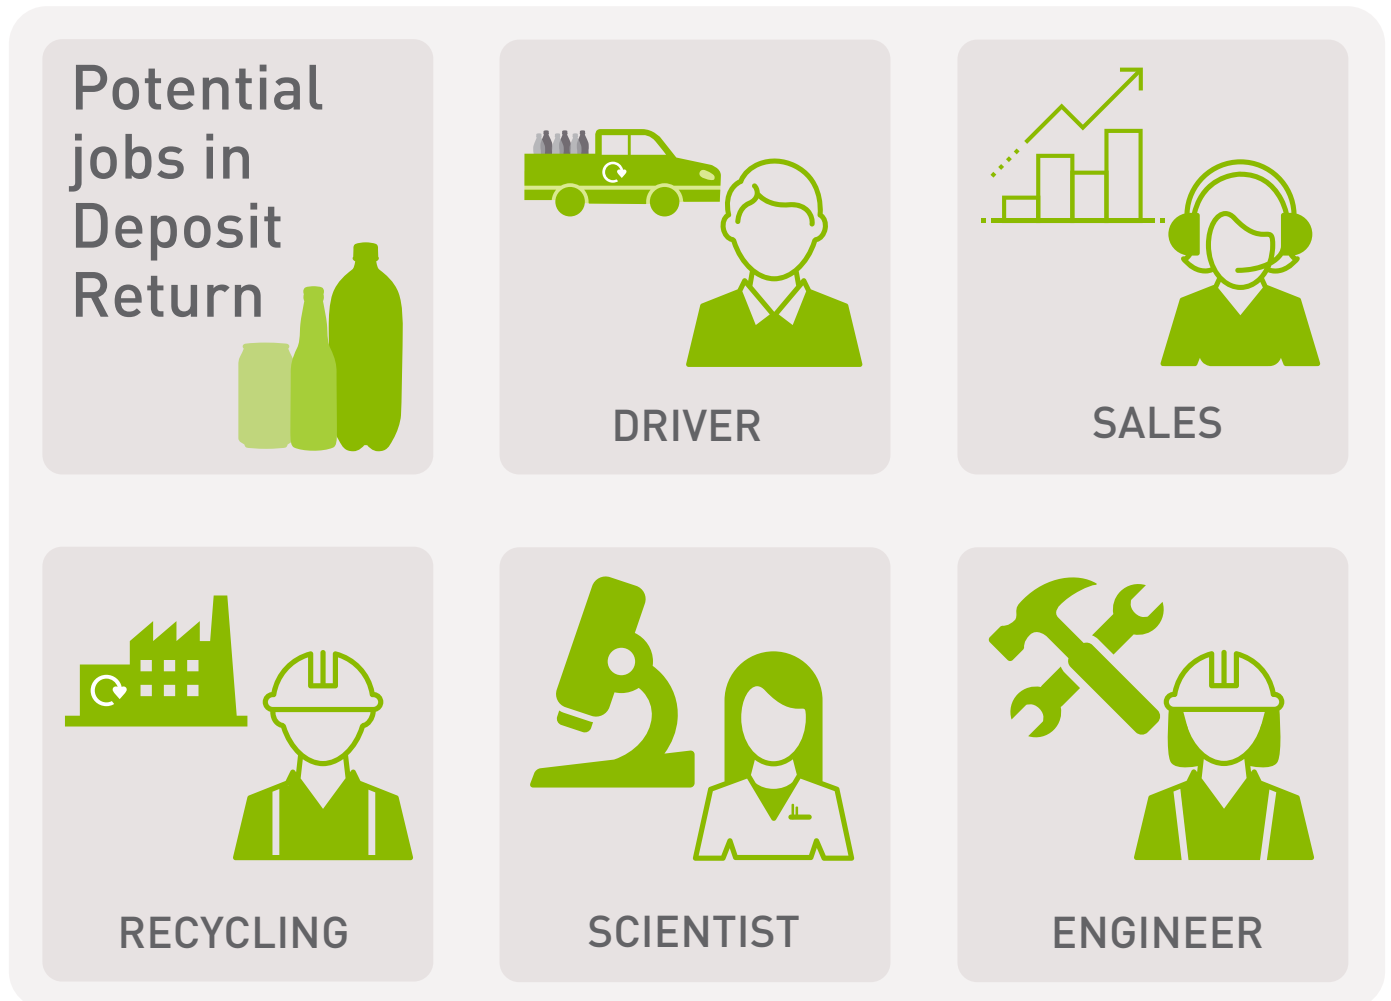 Potential
jobs in
Deposit
Return
DRIVER
SALES
RECYCLING
SCIENTIST
ENGINEER